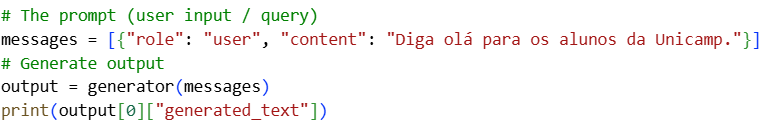 # The prompt (user input / query)
messages = [{"role": "user", "content": "Diga olá para os alunos da Unicamp."}]
# Generate output
output = generator(messages)
print(output[0]["generated_text"])